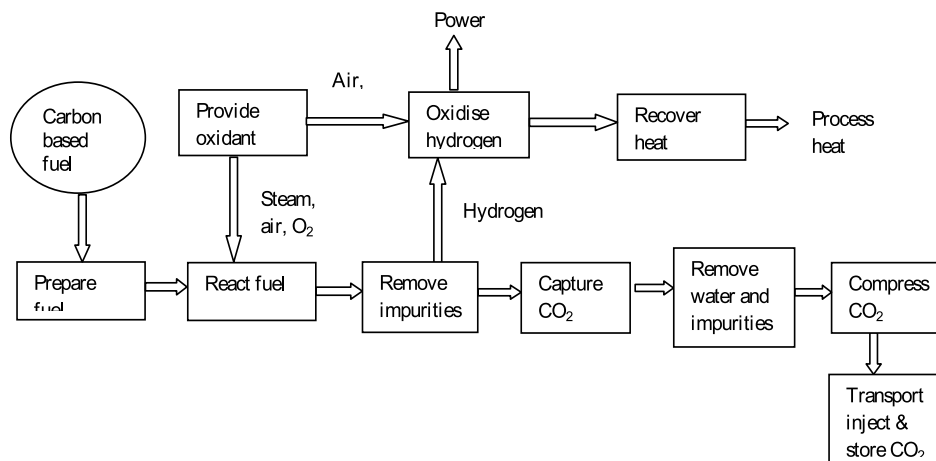 Power
Air,
Carbon
based
fuel
Provide
oxidant
Oxidise
hydrogen
Recover
heat
Process
heat
Steam,
air, O₂
Hydrogen
Prepare
fuel
React fuel
Remove
impurities
Capture
CO₂
Remove
water and
impurities
Compress
CO₂
Transport
inject &
store CO₂